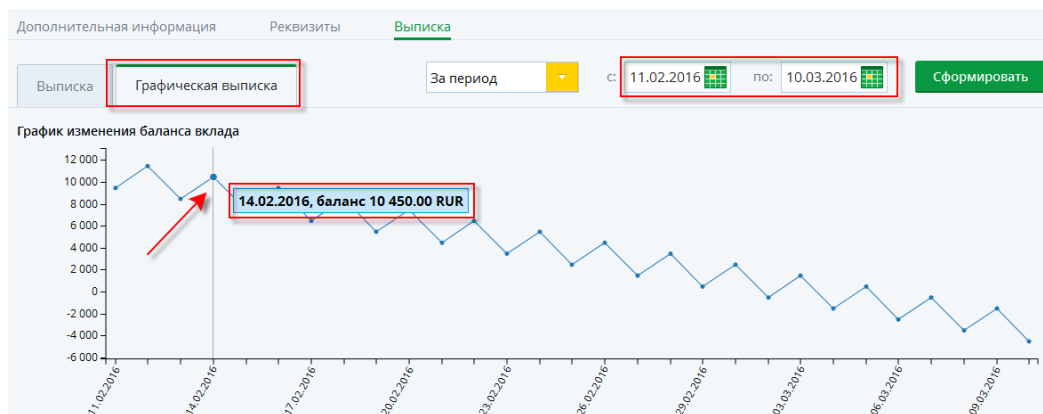 Дополнительная информация Реквизиты Выписка
Выписка Графическая выписка За период с: 11.02.2016 по: 10.03.2016 Сформировать
График изменения баланса вклада
12 000
10 000
8 000
6 000
4 000
2 000
0
-2 000
-4 000
-6 000
14.02.2016, баланс 10 450.00 RUR
11.02.2016 14.02.2016 17.02.2016 20.02.2016 23.02.2016 26.02.2016 29.02.2016 03.03.2016 06.03.2016 09.03.2016